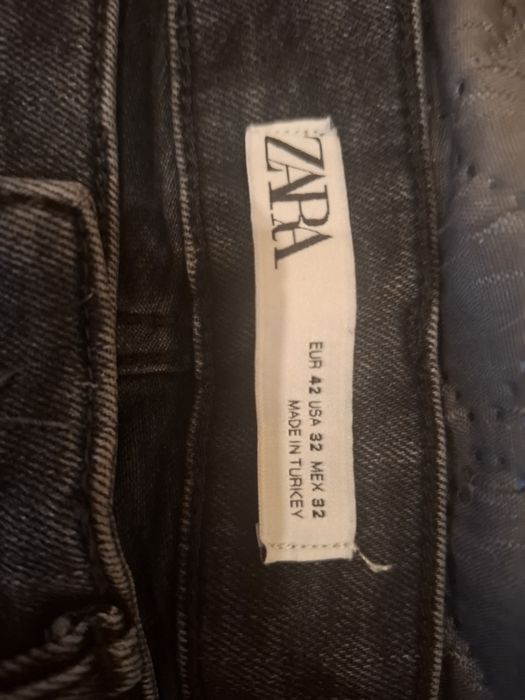 ZARA
EUR 42 USA 32 MEX 32
MADE IN TURKEY